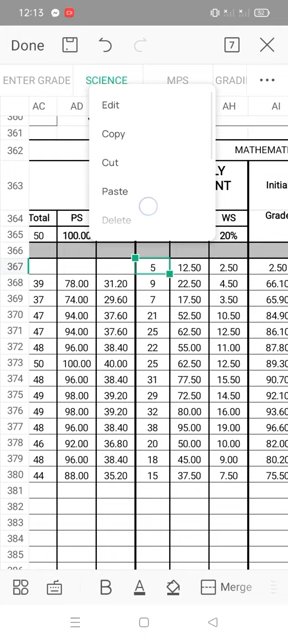 12:13
52
Done
7
ENTER GRADE SCIENCE MPS GRADI
AC AD AH AI
360
361
362 MATHEMATI
363 LY NT Initia
364 Total PS WS Grade
365 50 100.00 20%
366
367 5 12.50 2.50 2.50
368 39 78.00 31.20 9 22.50 4.50 66.10
369 37 74.00 29.60 7 17.50 3.50 65.90
370 47 94.00 37.60 21 52.50 10.50 84.90
371 47 94.00 37.60 25 62.50 12.50 86.10
372 48 96.00 38.40 22 55.00 11.00 87.80
373 50 100.00 40.00 25 62.50 12.50 89.30
374 48 96.00 38.40 31 77.50 15.50 90.70
375 49 98.00 39.20 29 72.50 14.50 92.10
376 49 98.00 39.20 32 80.00 16.00 93.60
377 48 96.00 38.40 38 95.00 19.00 96.60
378 46 92.00 36.80 20 50.00 10.00 82.00
379 48 96.00 38.40 18 45.00 9.00 80.20
380 44 88.00 35.20 15 37.50 7.50 75.50
381
382
383
384
385
Edit
Copy
Cut
Paste
Delete
B A Merge